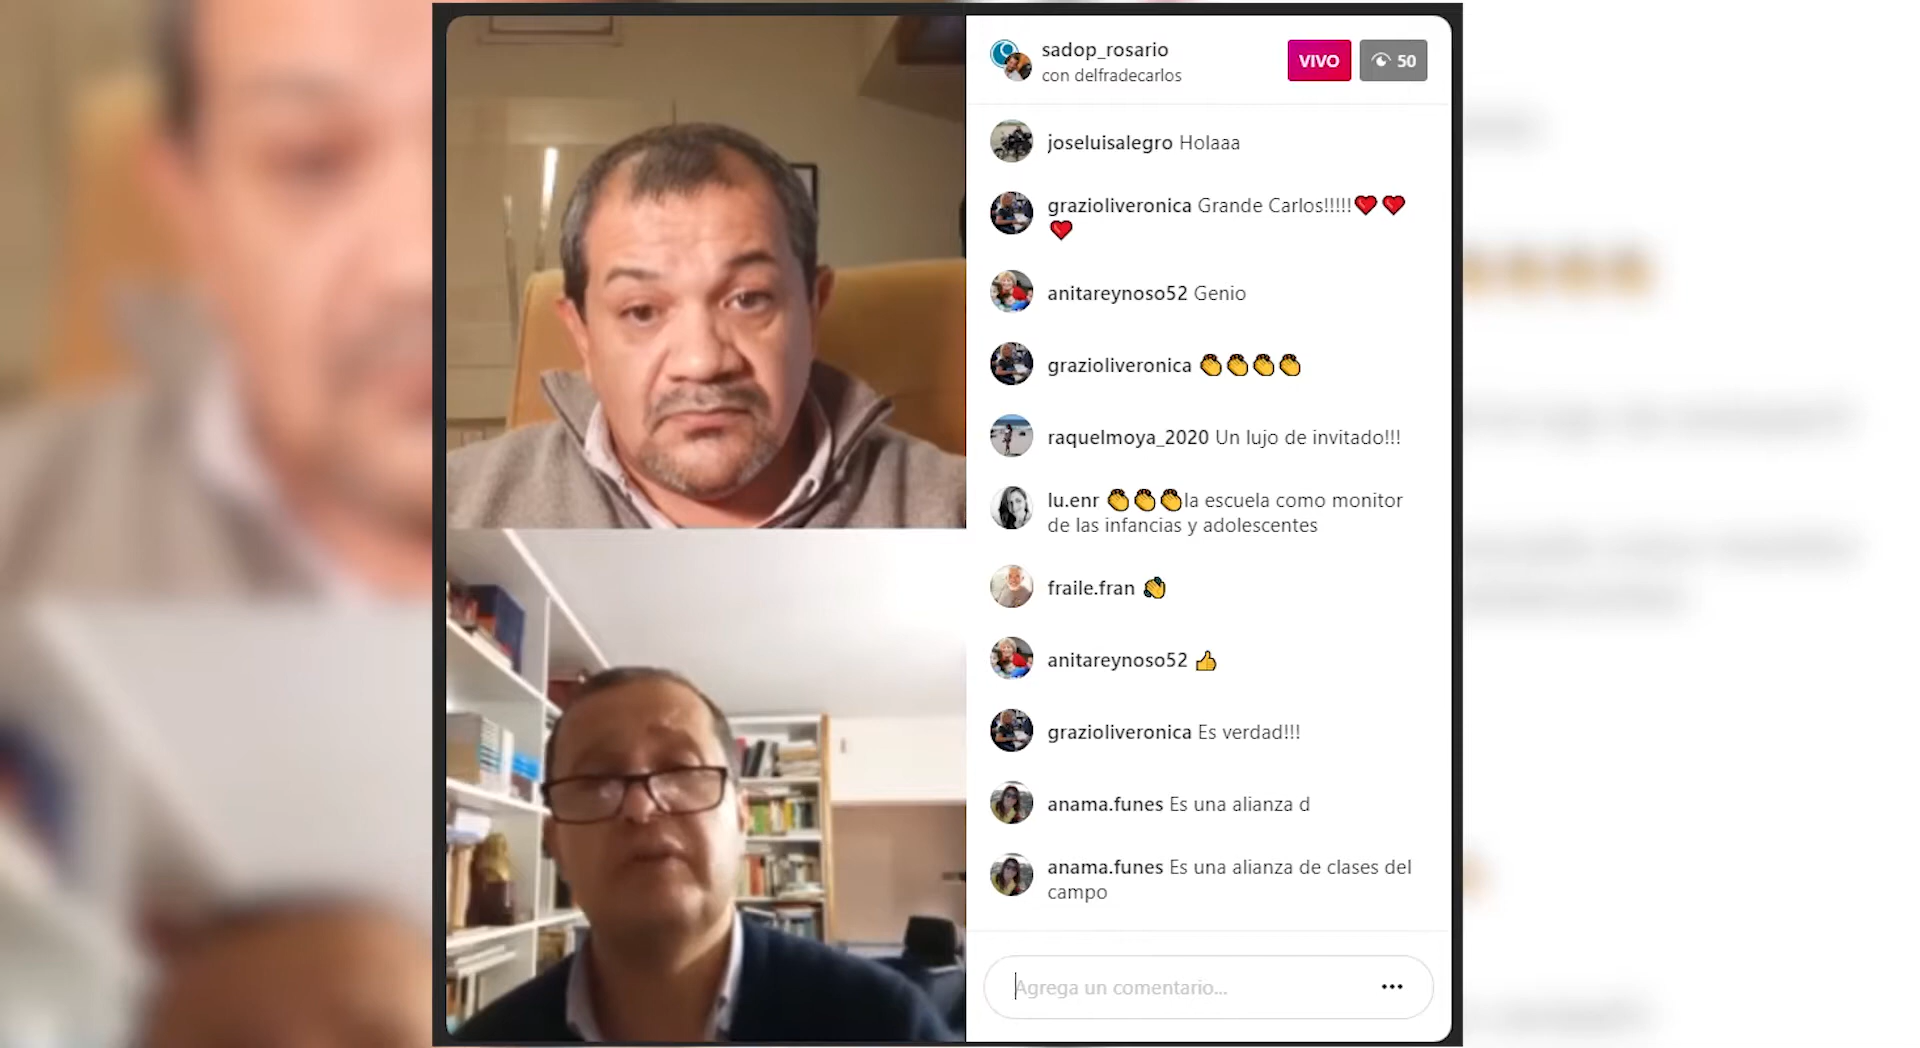 sadop_rosario
con delfradecarlos
VIVO
50
joseluisalegro Holaaa
grazioliveronica Grande Carlos!!!!!❤️❤️
❤️
anitareynoso52 Genio
grazioliveronica 👏👏👏👏
raquelmoya_2020 Un lujo de invitado!!!
lu.enr 👏👏👏la escuela como monitor
de las infancias y adolescentes
fraile.fran 👏
anitareynoso52 👍
grazioliveronica Es verdad!!!
anama.funes Es una alianza d
anama.funes Es una alianza de clases del
campo
Agrega un comentario...